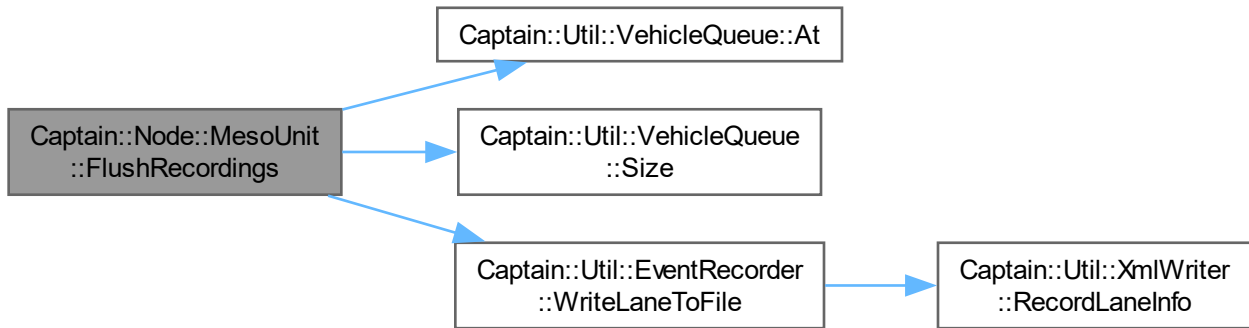 Captain::Util::VehicleQueue::At
Captain::Node::MesoUnit
::FlushRecordings
Captain::Util::VehicleQueue
::Size
Captain::Util::EventRecorder
::WriteLaneToFile
Captain::Util::XmlWriter
::RecordLaneInfo